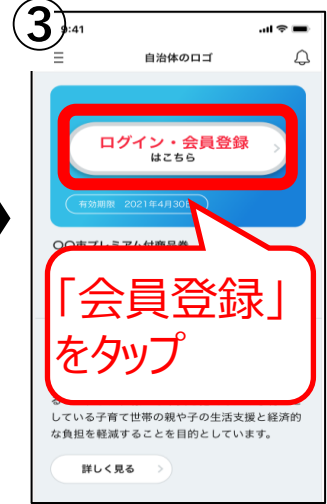 ③
9:41
自治体のロゴ
ログイン・会員登録
はこちら
有効期限 2021年4月30日
〇〇市プレミアム付商品券
「会員登録」
をタップ
している子育て世帯の親や子の生活支援と経済的
な負担を軽減することを目的としています。
詳しく見る